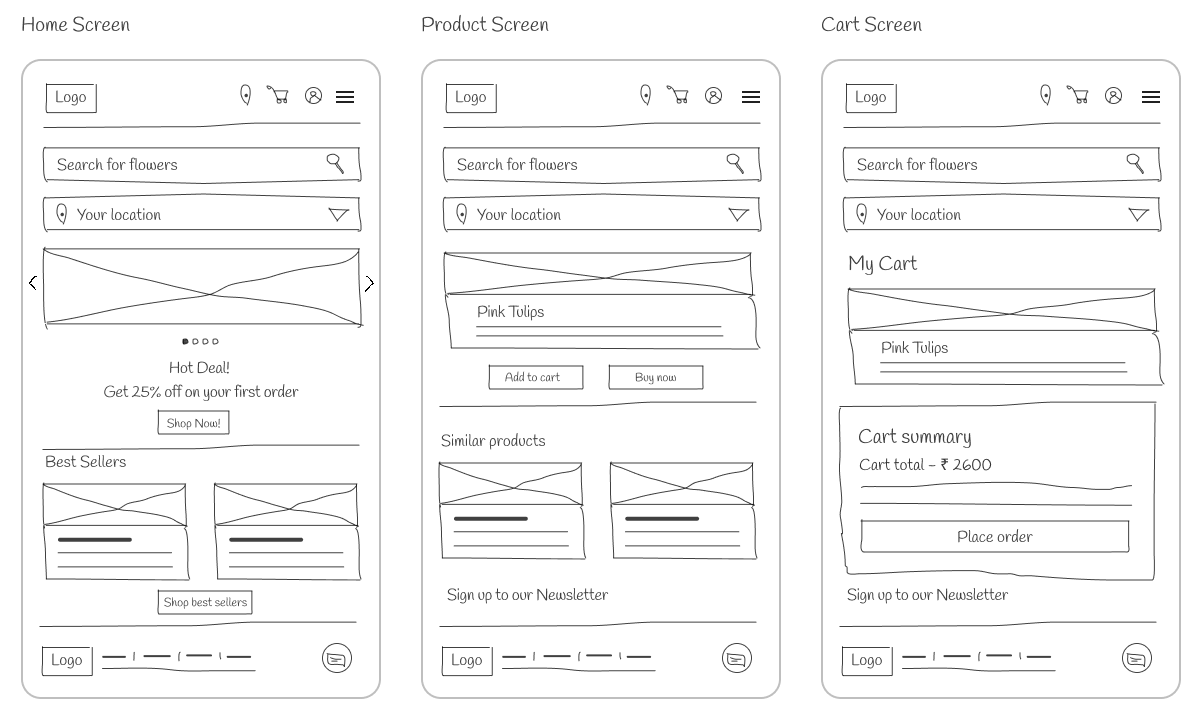 Home Screen
Logo
Search for flowers
Your location
Hot Deal!
Get 25% off on your first order
Shop Now!
Best Sellers
Shop best sellers
Logo
Product Screen
Logo
Search for flowers
Your location
Pink Tulips
Add to cart
Buy now
Similar products
Sign up to our Newsletter
Logo
Cart Screen
Logo
Search for flowers
Your location
My Cart
Pink Tulips
Cart summary
Cart total - ₹ 2600
Place order
Sign up to our Newsletter
Logo